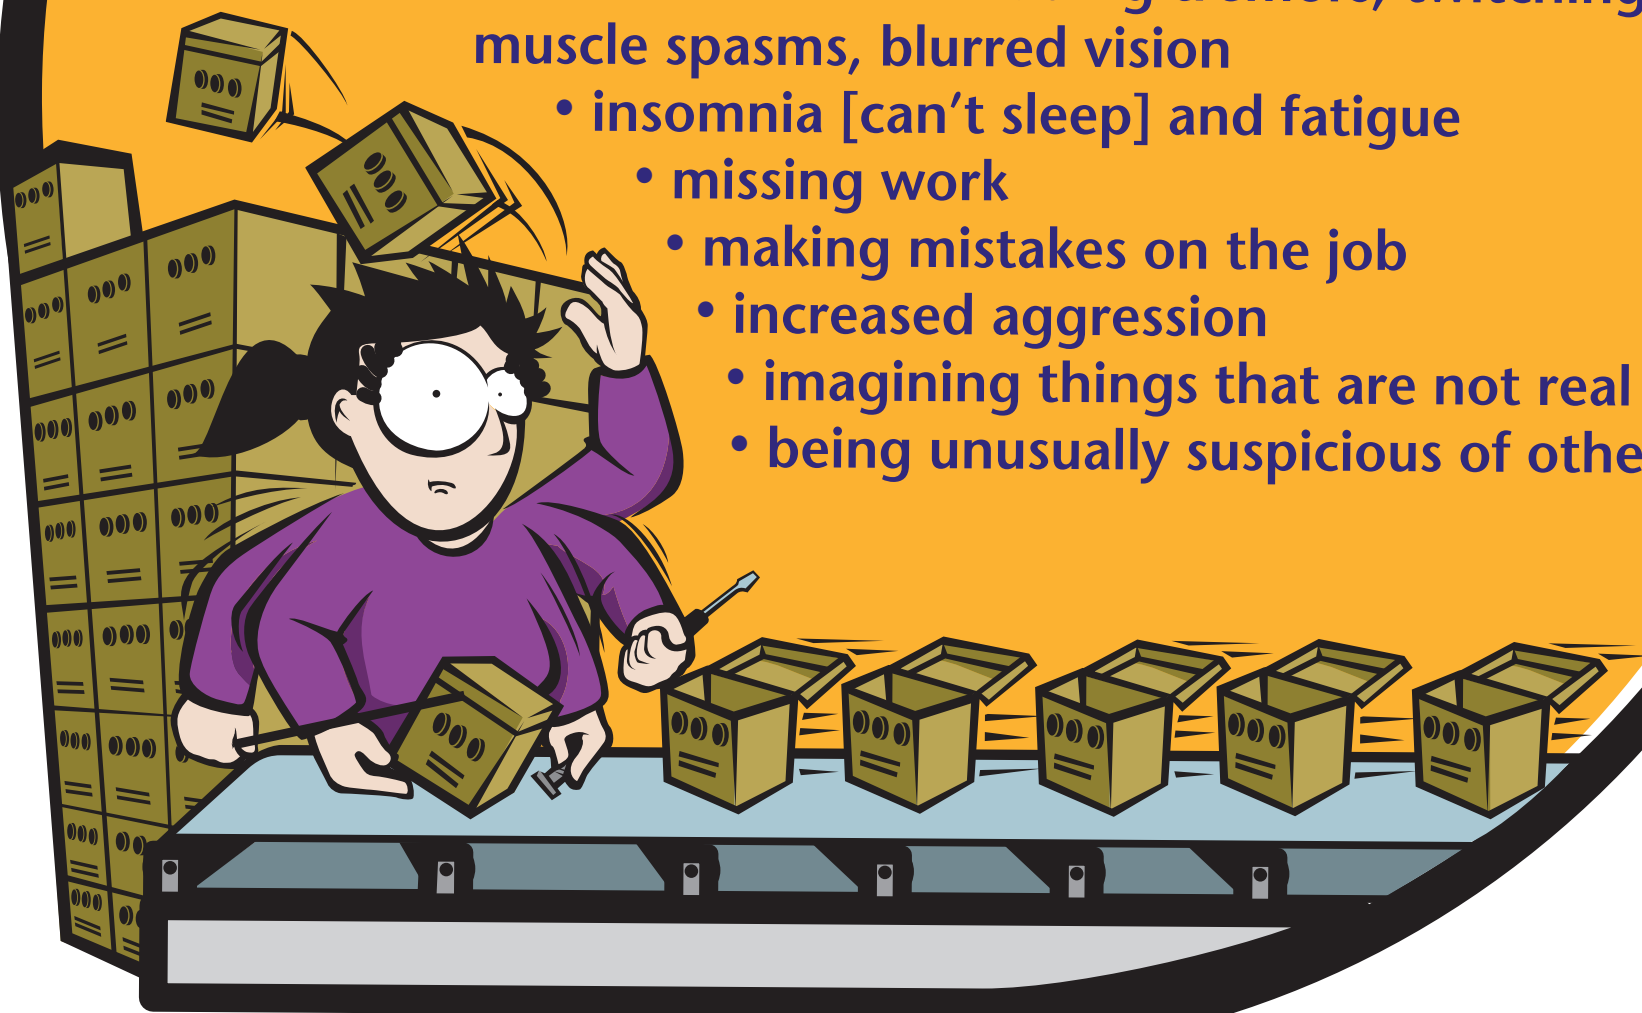 muscle spasms, blurred vision
• insomnia [can’t sleep] and fatigue
• missing work
• making mistakes on the job
• increased aggression
• imagining things that are not real
• being unusually suspicious of